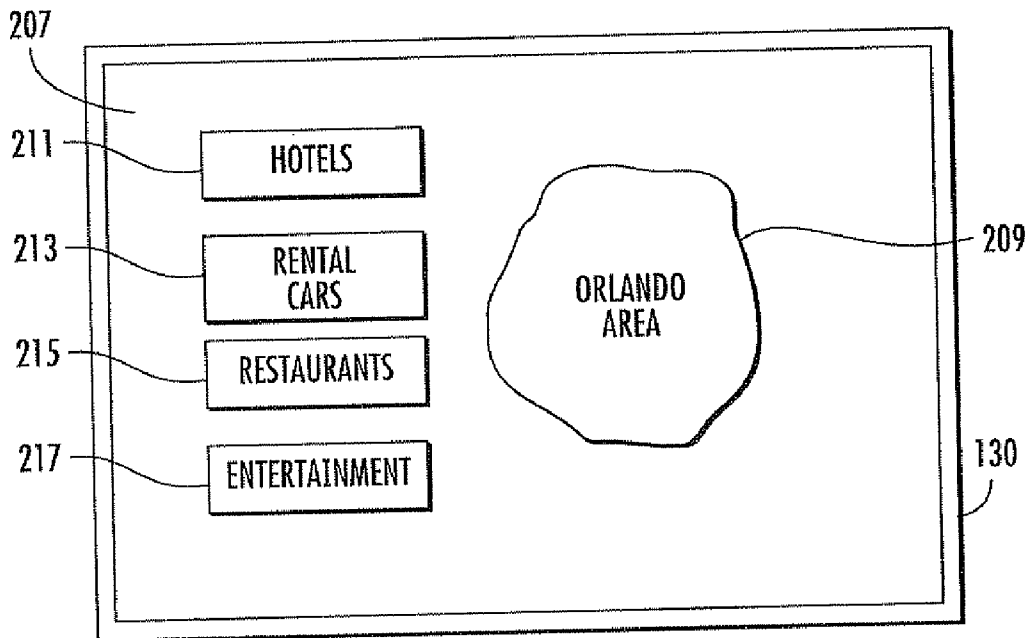 207
211
HOTELS
213
RENTAL
CARS
215
RESTAURANTS
217
ENTERTAINMENT
ORLANDO
AREA
209
130